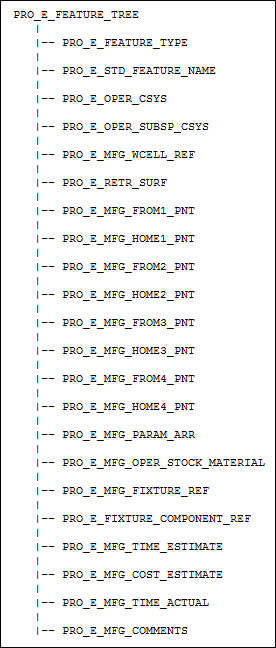 PRO_E_FEATURE_TREE
|-- PRO_E_FEATURE_TYPE
|-- PRO_E_STD_FEATURE_NAME
|-- PRO_E_OPER_CSYS
|-- PRO_E_OPER_SUBSP_CSYS
|-- PRO_E_MFG_WCELL_REF
|-- PRO_E_RETR_SURF
|-- PRO_E_MFG_FROM1_PNT
|-- PRO_E_MFG_HOME1_PNT
|-- PRO_E_MFG_FROM2_PNT
|-- PRO_E_MFG_HOME2_PNT
|-- PRO_E_MFG_FROM3_PNT
|-- PRO_E_MFG_HOME3_PNT
|-- PRO_E_MFG_FROM4_PNT
|-- PRO_E_MFG_HOME4_PNT
|-- PRO_E_MFG_PARAM_ARR
|-- PRO_E_MFG_OPER_STOCK_MATERIAL
|-- PRO_E_MFG_FIXTURE_REF
|-- PRO_E_FIXTURE_COMPONENT_REF
|-- PRO_E_MFG_TIME_ESTIMATE
|-- PRO_E_MFG_COST_ESTIMATE
|-- PRO_E_MFG_TIME_ACTUAL
|-- PRO_E_MFG_COMMENTS